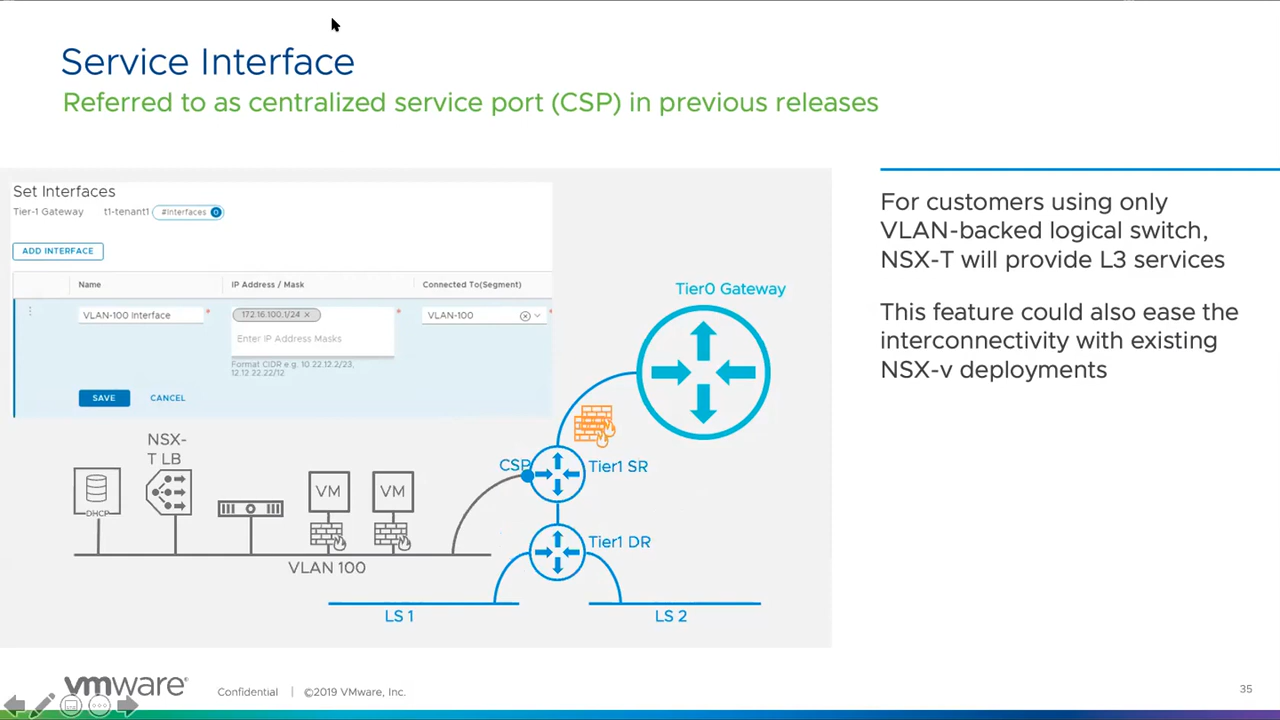 Service Interface
Referred to as centralized service port (CSP) in previous releases
Set Interfaces
Tier-1 Gateway t1-tenant1 #Interfaces 0
ADD INTERFACE
Name IP Address / Mask Connected To(Segment)
VLAN-100 Interface * 172.16.100.1/24 × * VLAN-100 *
Enter IP Address Masks
Format CIDR e.g. 10.22.12.2/23,
12.12.22.22/12
SAVE CANCEL
For customers using only
VLAN-backed logical switch,
NSX-T will provide L3 services
This feature could also ease the
interconnectivity with existing
NSX-v deployments
Tier0 Gateway
NSX-
T LB
CSP
Tier1 SR
DHCP
VM
VM
Tier1 DR
VLAN 100
LS 1
LS 2
vmware®
Confidential | ©2019 VMware, Inc.
35